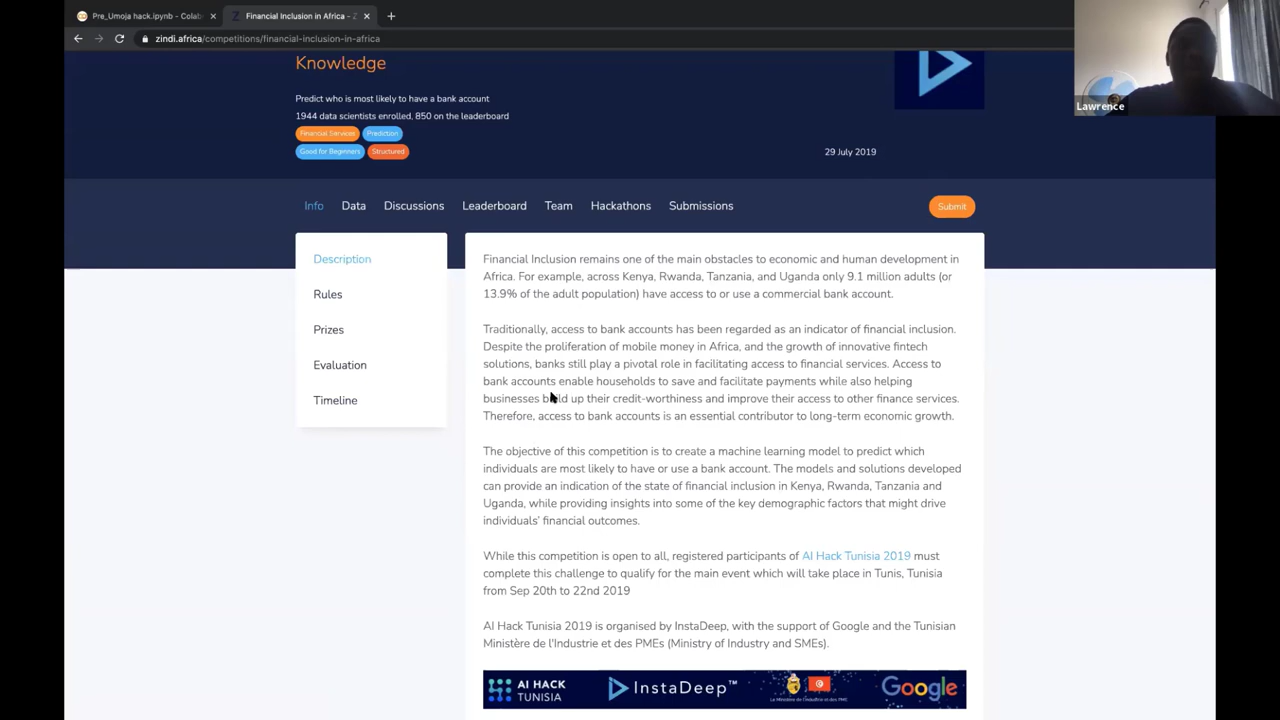 Pre_Umoja hack.ipynb - Colab
Financial Inclusion in Africa - Z
zindi.africa/competitions/financial-inclusion-in-africa
Lawrence
Knowledge
Predict who is most likely to have a bank account
1944 data scientists enrolled, 850 on the leaderboard
Financial Services Prediction
Good for Beginners Structured
29 July 2019
Info Data Discussions Leaderboard Team Hackathons Submissions Submit
Description
Rules
Prizes
Evaluation
Timeline
Financial Inclusion remains one of the main obstacles to economic and human development in
Africa. For example, across Kenya, Rwanda, Tanzania, and Uganda only 9.1 million adults (or
13.9% of the adult population) have access to or use a commercial bank account.
Traditionally, access to bank accounts has been regarded as an indicator of financial inclusion.
Despite the proliferation of mobile money in Africa, and the growth of innovative fintech
solutions, banks still play a pivotal role in facilitating access to financial services. Access to
bank accounts enable households to save and facilitate payments while also helping
businesses build up their credit-worthiness and improve their access to other finance services.
Therefore, access to bank accounts is an essential contributor to long-term economic growth.
The objective of this competition is to create a machine learning model to predict which
individuals are most likely to have or use a bank account. The models and solutions developed
can provide an indication of the state of financial inclusion in Kenya, Rwanda, Tanzania and
Uganda, while providing insights into some of the key demographic factors that might drive
individuals' financial outcomes.
While this competition is open to all, registered participants of AI Hack Tunisia 2019 must
complete this challenge to qualify for the main event which will take place in Tunis, Tunisia
from Sep 20th to 22nd 2019
AI Hack Tunisia 2019 is organised by InstaDeep, with the support of Google and the Tunisian
Ministère de l'Industrie et des PMEs (Ministry of Industry and SMEs).
AI HACK
TUNISIA
InstaDeep™
Google